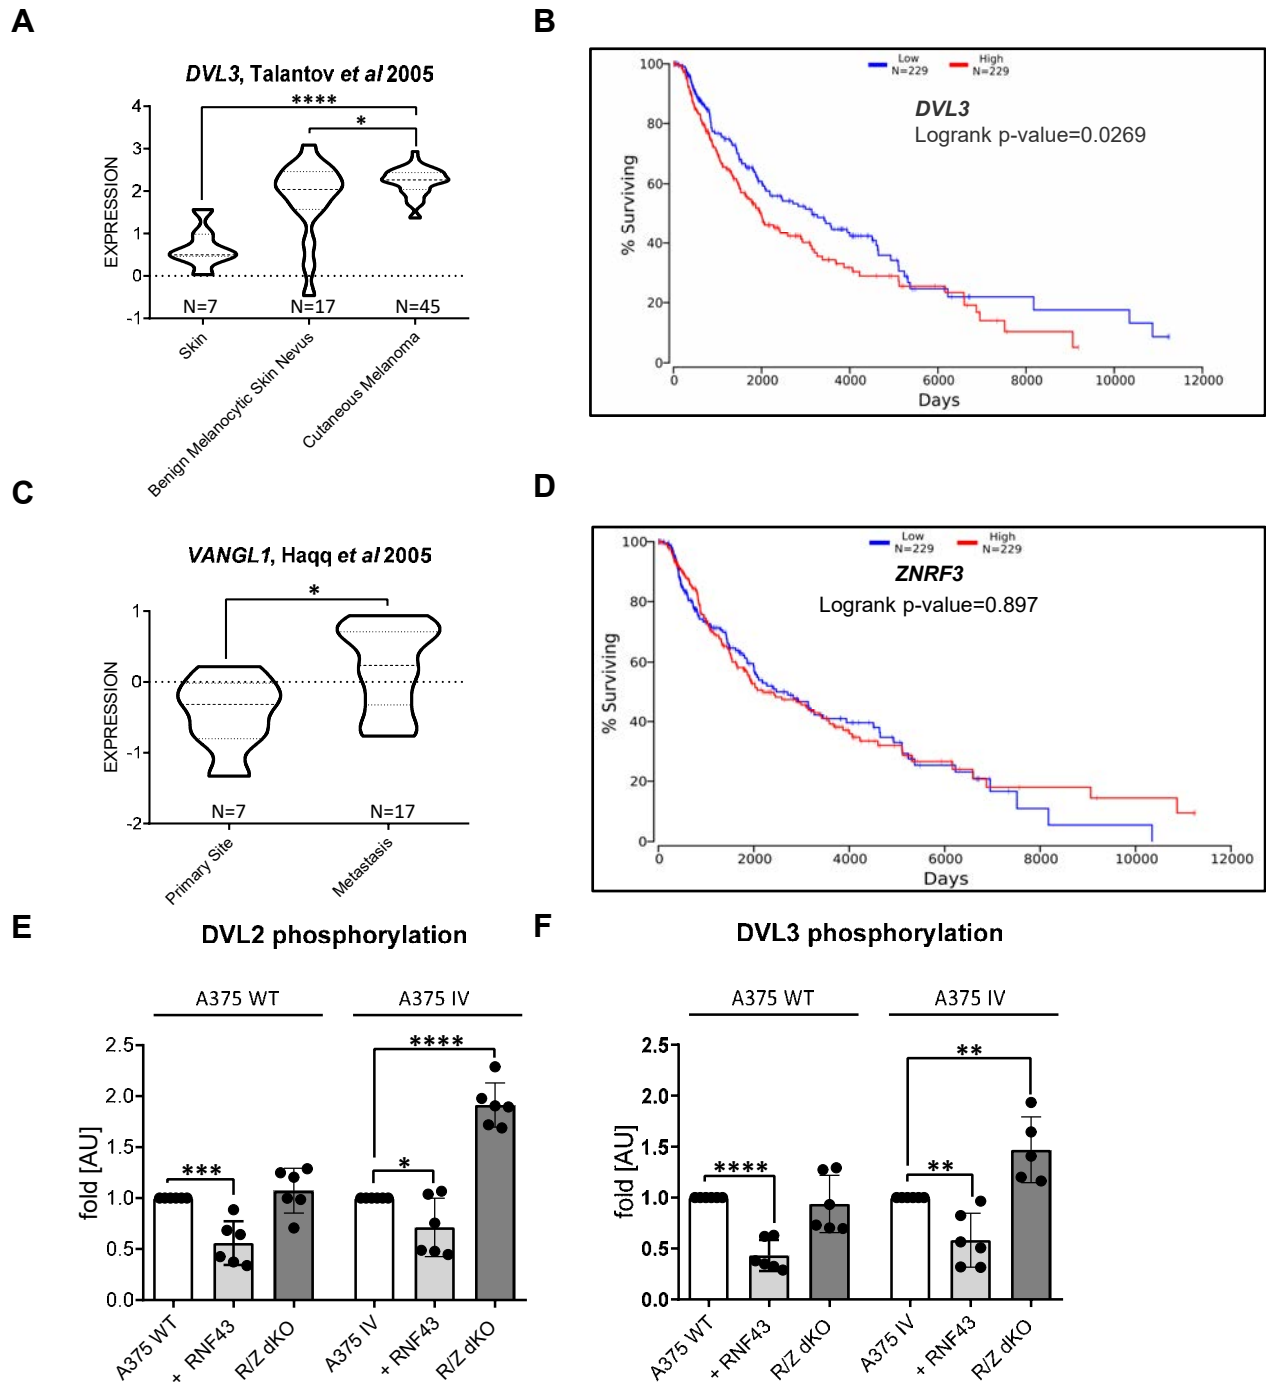 A
DVL3, Talantov et al 2005
****
*
EXPRESSION
4
3
2
1
0
-1
N=7
N=17
N=45
Skin
Benign Melanocytic Skin Nevus
Cutaneous Melanoma
B
Low
N=229
High
N=229
DVL3
Logrank p-value=0.0269
% Surviving
100
80
60
40
20
0
0 2000 4000 6000 8000 10000 12000
Days
C
VANGL1, Haqq et al 2005
*
EXPRESSION
1
0
-1
-2
N=7
N=17
Primary Site
Metastasis
D
Low
N=229
High
N=229
ZNRF3
Logrank p-value=0.897
% Surviving
100
80
60
40
20
0
0 2000 4000 6000 8000 10000 12000
Days
E
DVL2 phosphorylation
A375 WT
A375 IV
****
***
*
fold [AU]
2.5
2.0
1.5
1.0
0.5
0.0
A375 WT
+ RNF43
R/Z dKO
A375 IV
+ RNF43
R/Z dKO
F
DVL3 phosphorylation
A375 WT
A375 IV
**
****
**
fold [AU]
2.5
2.0
1.5
1.0
0.5
0.0
A375 WT
+ RNF43
R/Z dKO
A375 IV
+ RNF43
R/Z dKO